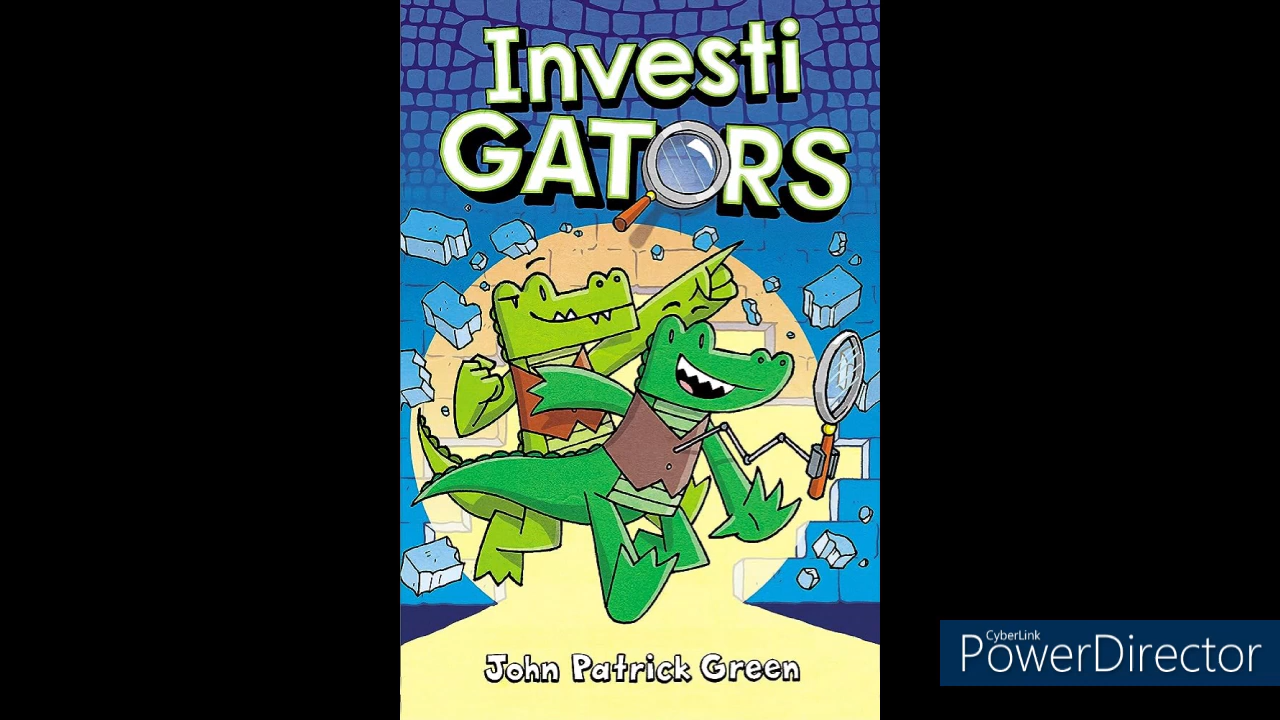 Investi
GATORS
John Patrick Green
CyberLink
PowerDirector